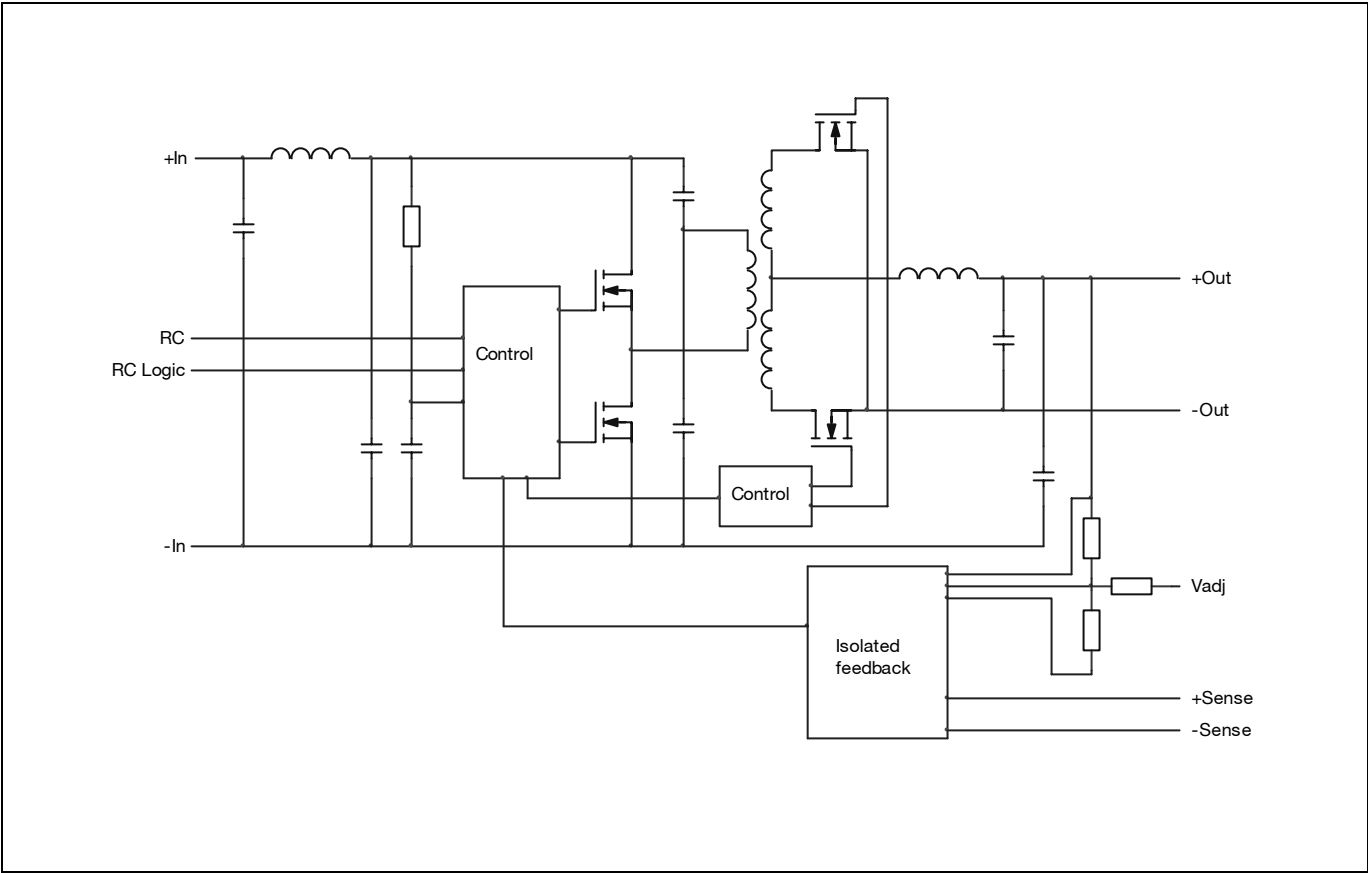 +In
+Out
RC
Control
RC Logic
-Out
Control
-In
Vadj
Isolated
feedback
+Sense
-Sense